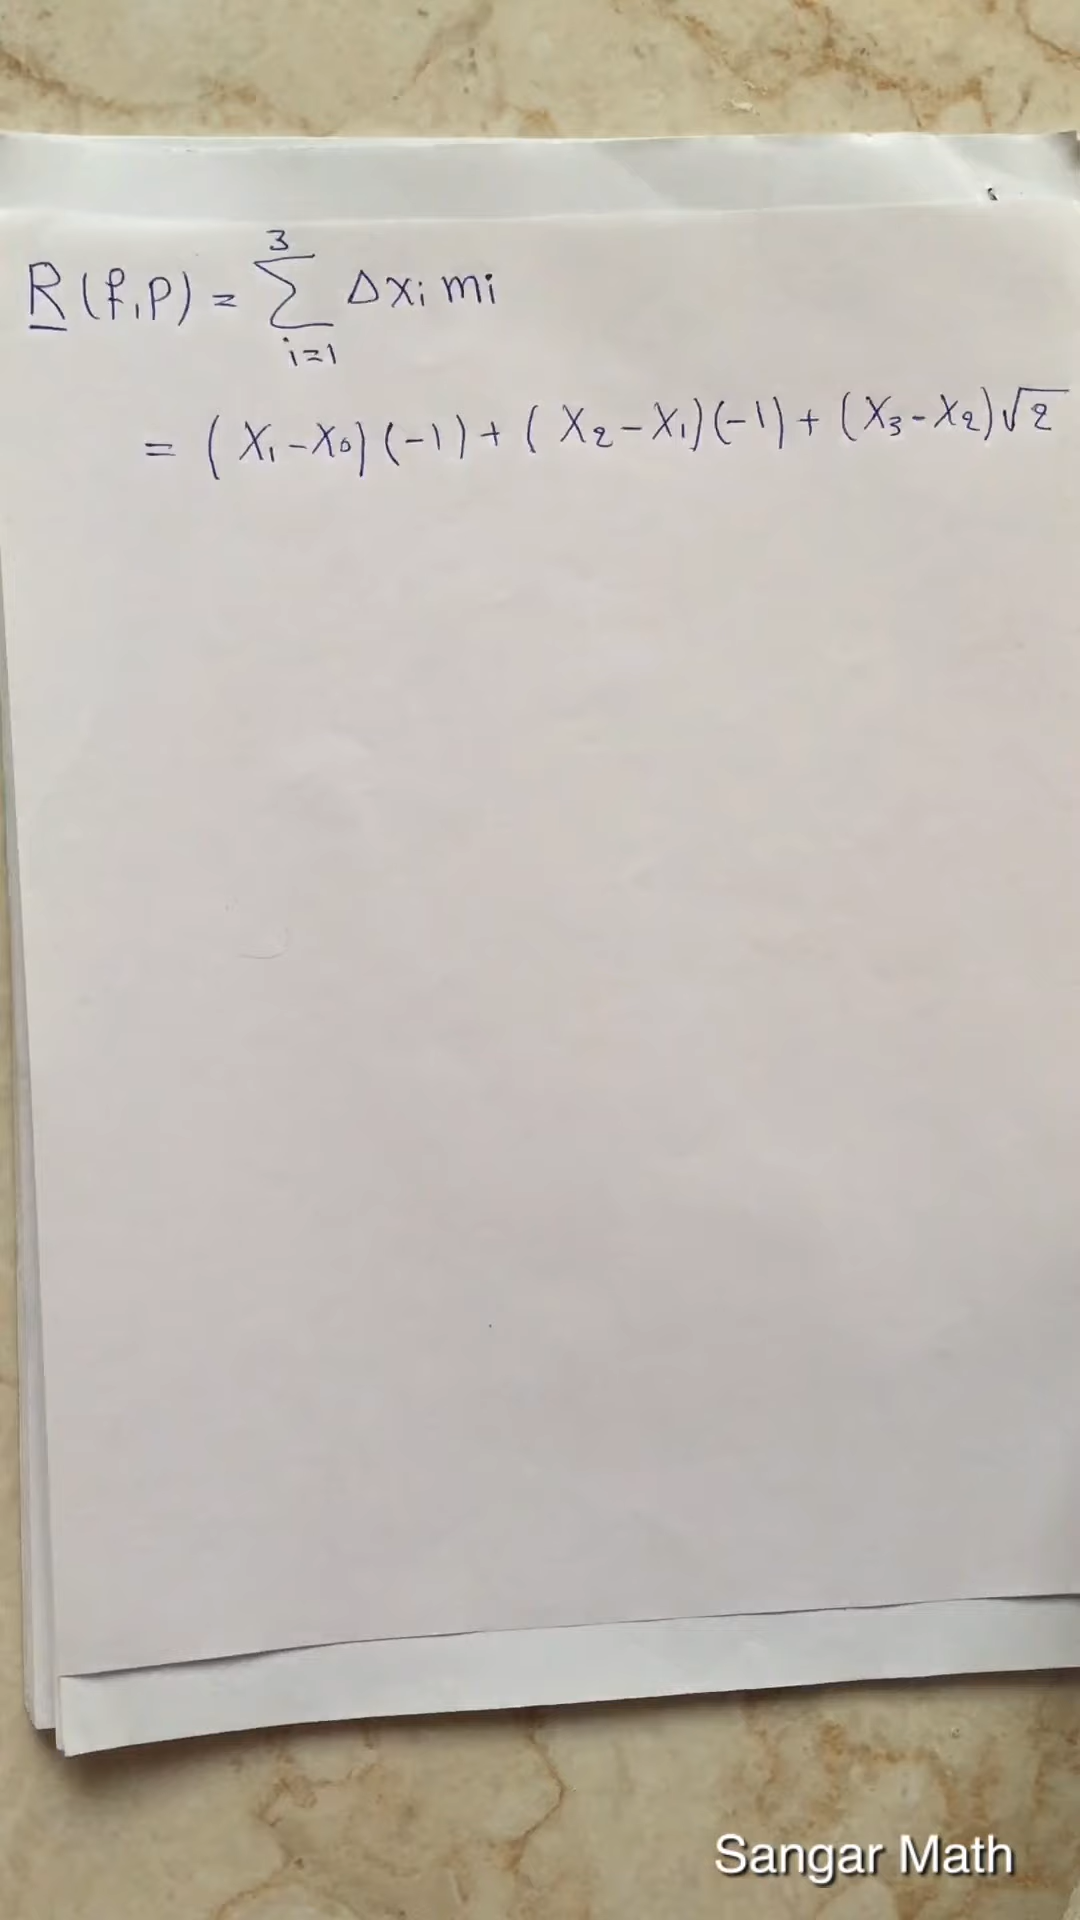 R(f,P) = 3 Σ i=1 Δxi mi
= (X1-X0)(-1) + (X2-X1)(-1) + (X3-X2)√2
Sangar Math